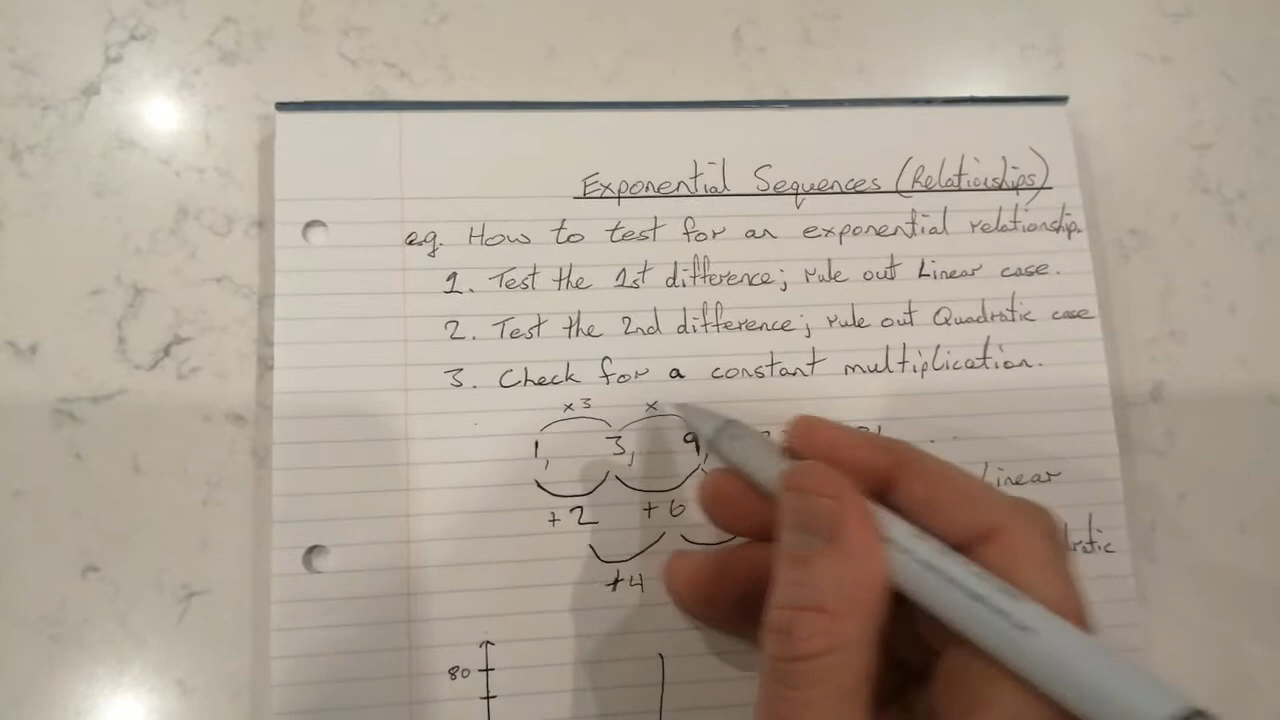 Exponential Sequences (Relationships)
eg. How to test for an exponential relationship.
1. Test the 1st difference; rule out Linear case.
2. Test the 2nd difference; rule out Quadratic case
3. Check for a constant multiplication.
×3 ×
1, 3, 9,
Linear
+2 +6
+4
80